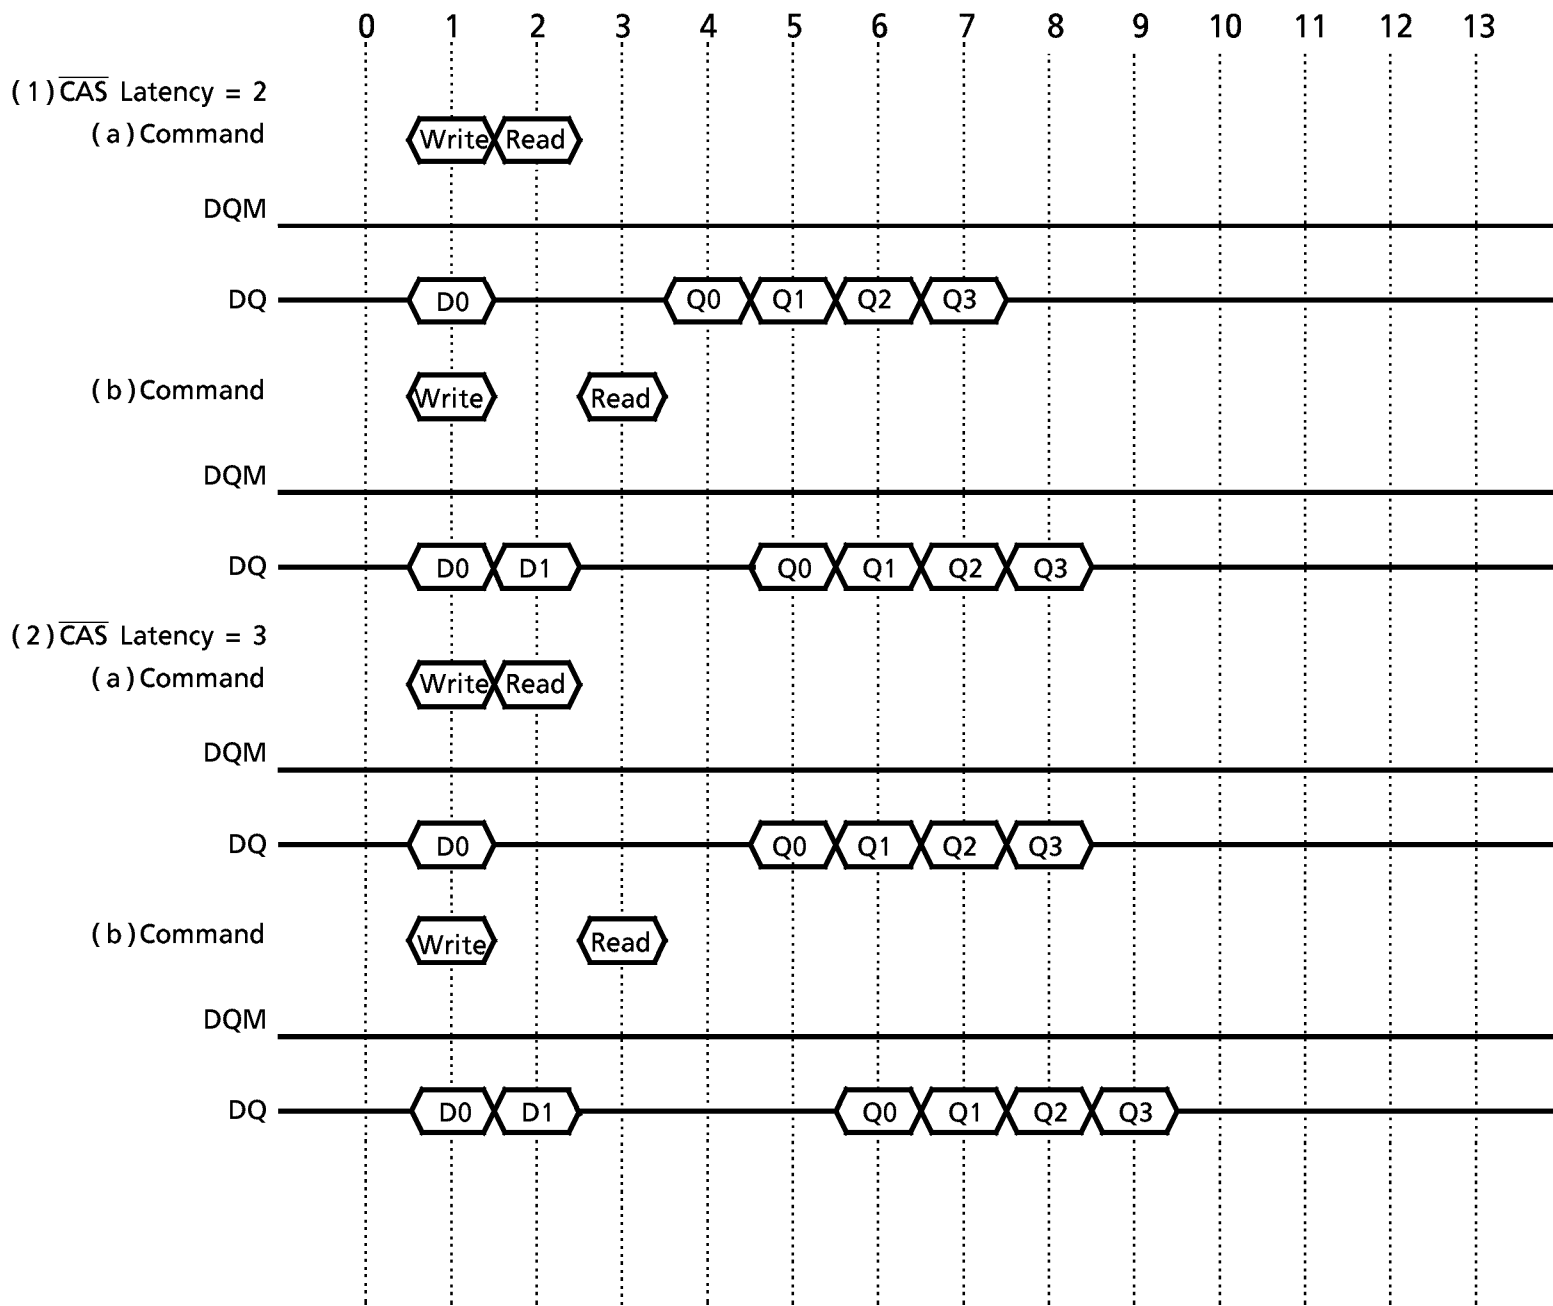 0 1 2 3 4 5 6 7 8 9 10 11 12 13
(1) CAS Latency = 2
(a) Command Write Read
DQM
DQ D0 Q0 Q1 Q2 Q3
(b) Command Write Read
DQM
DQ D0 D1 Q0 Q1 Q2 Q3
(2) CAS Latency = 3
(a) Command Write Read
DQM
DQ D0 Q0 Q1 Q2 Q3
(b) Command Write Read
DQM
DQ D0 D1 Q0 Q1 Q2 Q3